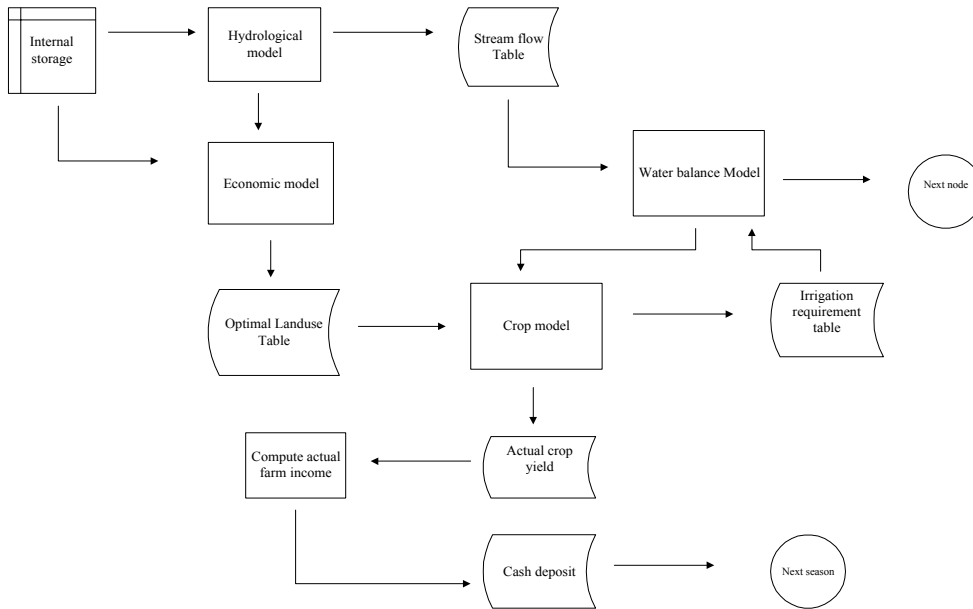 Internal
storage
Hydrological
model
Stream flow
Table
Economic model
Water balance Model
Next node
Optimal Landuse
Table
Crop model
Irrigation
requirement
table
Compute actual
farm income
Actual crop
yield
Cash deposit
Next season